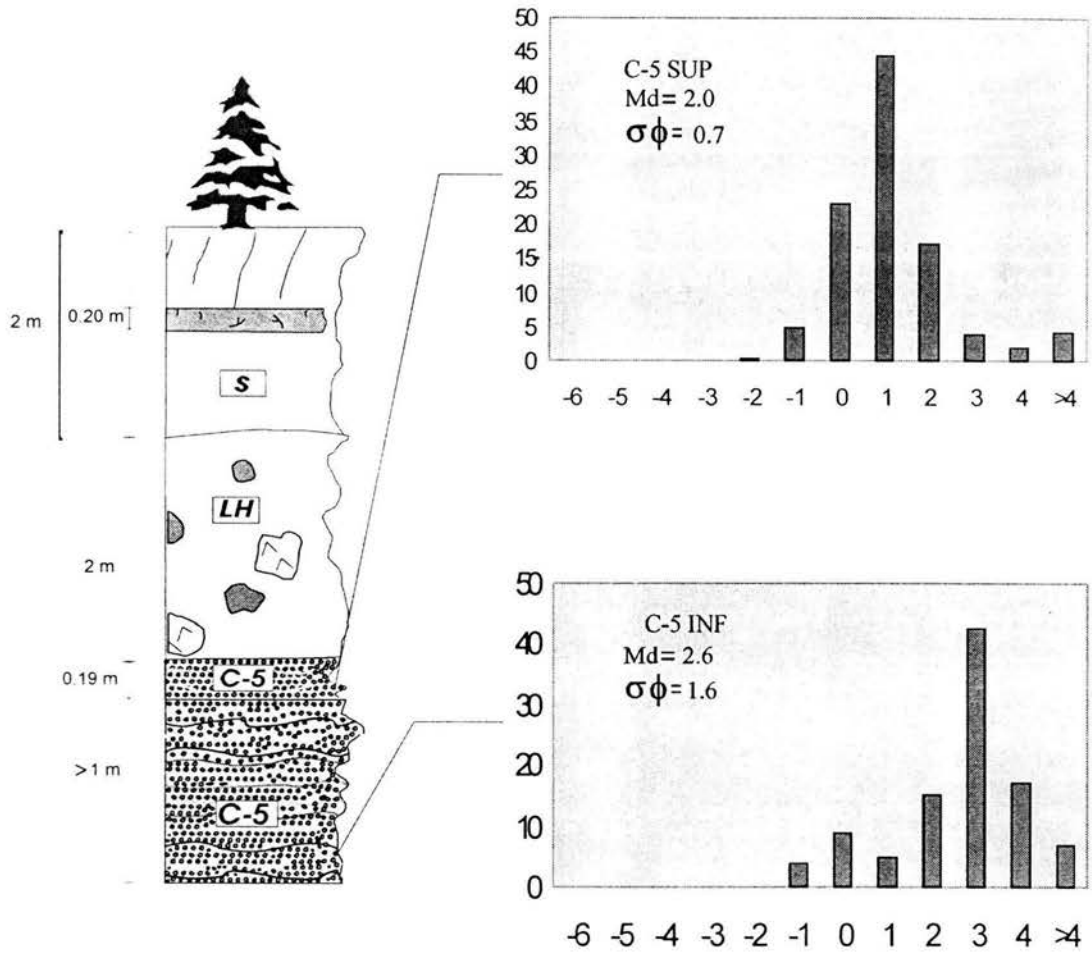 2 m
0.20 m
S
LH
2 m
C-5
0.19 m
> 1 m
C-5
50
45
40
35
30
25
20
15
10
5
0
C-5 SUP
Md= 2.0
σϕ= 0.7
-6 -5 -4 -3 -2 -1 0 1 2 3 4 >4
50
40
30
20
10
0
C-5 INF
Md= 2.6
σϕ= 1.6
-6 -5 -4 -3 -2 -1 0 1 2 3 4 >4